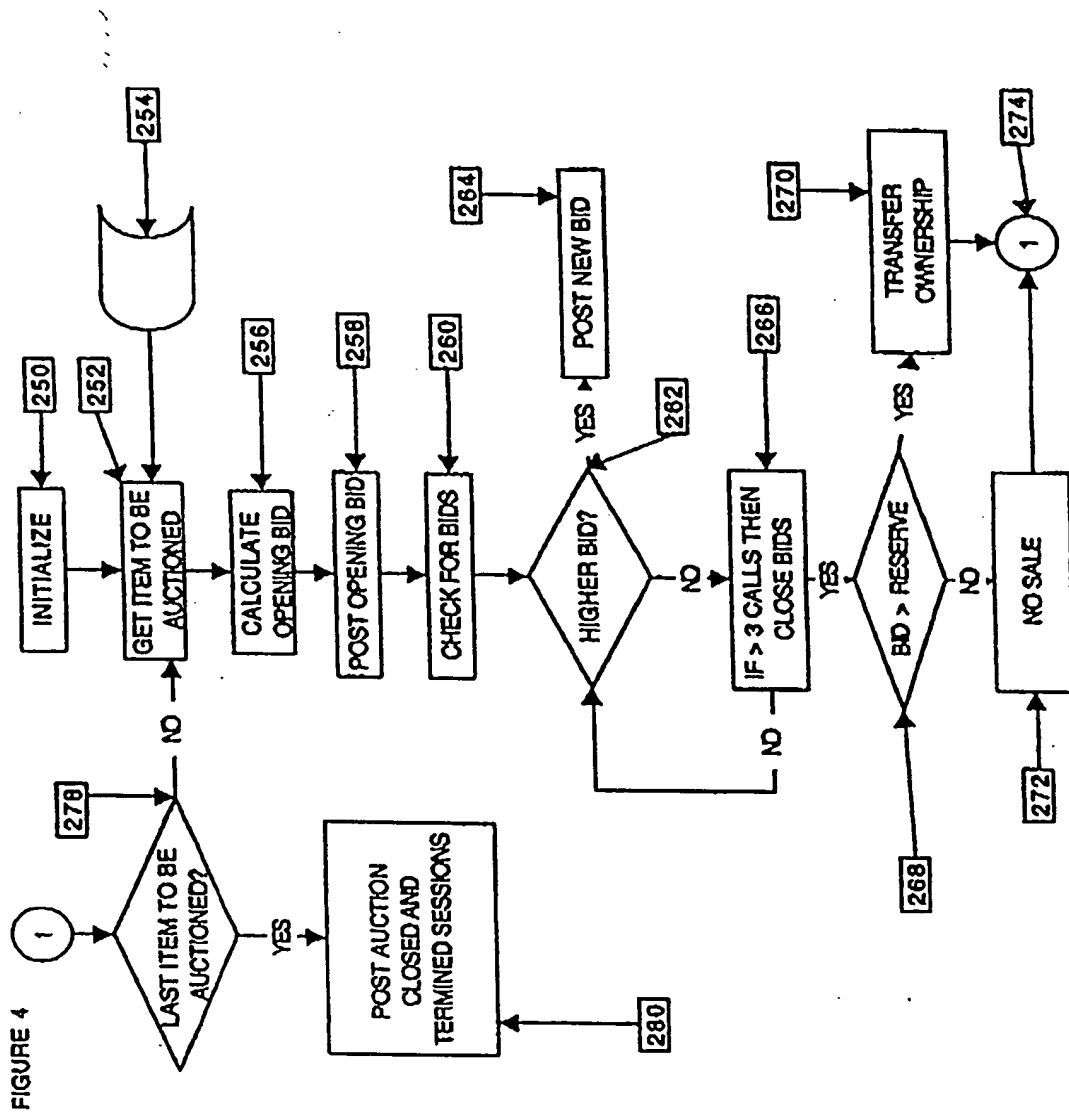 FIGURE 4
1
LAST ITEM TO BE
AUCTIONED?
278
NO
YES
POST AUCTION
CLOSED AND
TERMINED SESSIONS
280
INITIALIZE
250
252
GET ITEM TO BE
AUCTIONED
254
CALCULATE
OPENING BID
256
POST OPENING BID
258
CHECK FOR BIDS
260
HIGHER BID?
262
YES
POST NEW BID
264
NO
IF > 3 CALLS THEN
CLOSE BIDS
266
NO
YES
BID > RESERVE
268
YES
TRANSFER
OWNERSHIP
270
NO
NO SALE
272
1
274